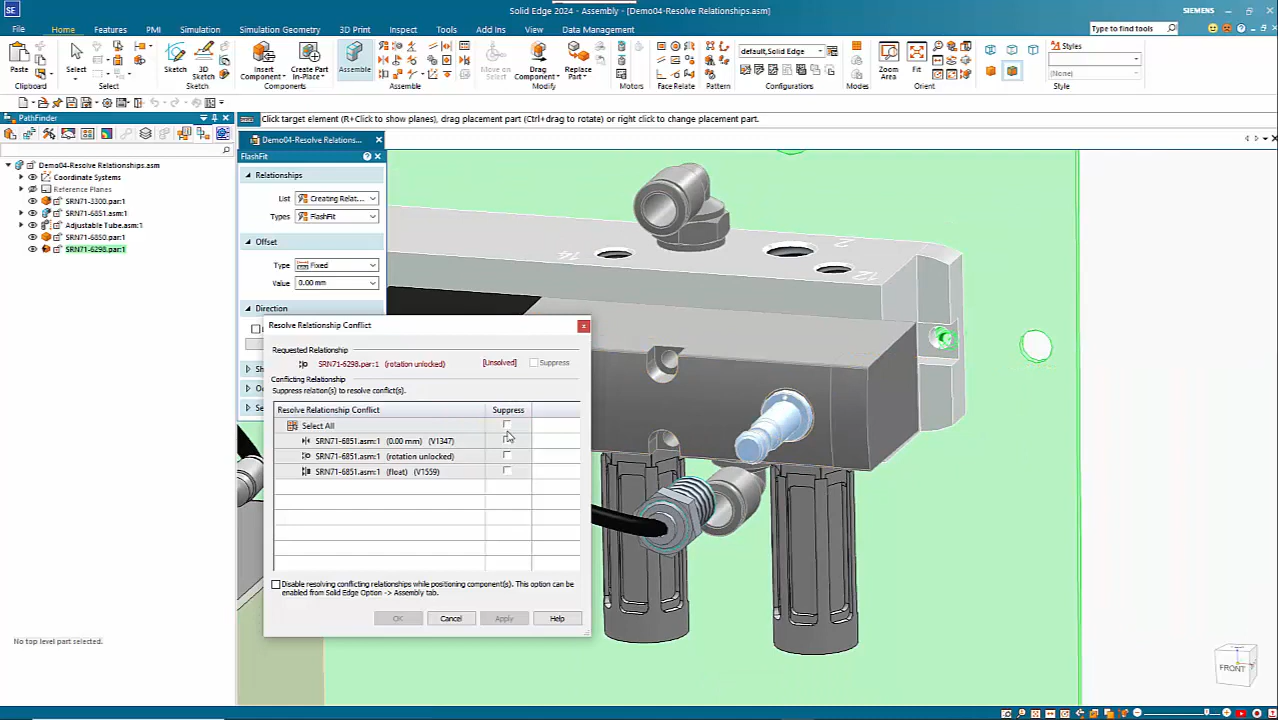 SE
Solid Edge 2024 - Assembly - [Demo04-Resolve Relationships.asm]
SIEMENS
File
Home
Features
PMI
Sketching
Simulation
Simulation Geometry
3D Print
Inspect
Tools
Add Ins
View
Data Management
Type to find tools
Paste
Select
Sketch
3D Sketch
Insert Component
Create Part In-Place
Assemble
Move on Select
Drag Component
Replace Part
default,Solid Edge
Zoom Area
Fit
Styles
(None)
Clipboard
Select
Sketch
Components
Assemble
Modify
Motors
Face Relate
Pattern
Configurations
Modes
Orient
Style
PathFinder
Click target element (R+Click to show planes), drag placement part (Ctrl+drag to rotate) or right click to change placement part.
Demo04-Resolve Relations...
FlashFit
Demo04-Resolve Relationships.asm
Coordinate Systems
Reference Planes
SRN71-3300.par:1
SRN71-6851.asm:1
Adjustable Tube.asm:1
SRN71-6850.par:1
SRN71-6298.par:1
Relationships
List
Creating Relat...
Types
FlashFit
Offset
Type
Fixed
Value
0.00 mm
Direction
14
2
12
Resolve Relationship Conflict
Requested Relationship
SRN71-6298.par:1 (rotation unlocked)
[Unsolved]
Suppress
Conflicting Relationship
Suppress relation(s) to resolve conflict(s).
Resolve Relationship Conflict
Suppress
Select All
SRN71-6851.asm:1 (0.00 mm) (V1347)
SRN71-6851.asm:1 (rotation unlocked)
SRN71-6851.asm:1 (float) (V1559)
Disable resolving conflicting relationships while positioning component(s). This option can be
enabled from Solid Edge Option -> Assembly tab.
OK
Cancel
Apply
Help
No top level part selected.
FRONT